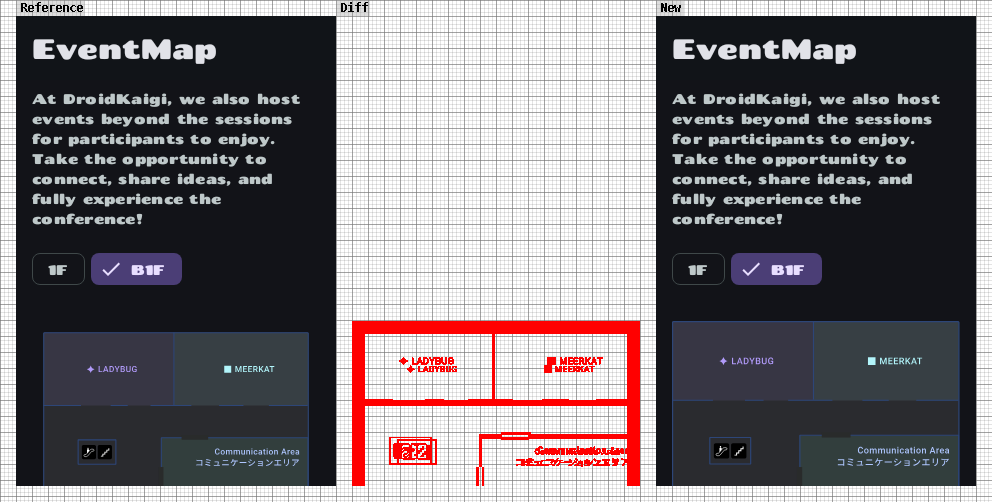 Reference
Diff
New
EventMap
At DroidKaigi, we also host
events beyond the sessions
for participants to enjoy.
Take the opportunity to
connect, share ideas, and
fully experience the
conference!
1F
B1F
LADYBUG
MEERKAT
Communication Area
コミュニケーションエリア
LADYBUG
LADYBUG
MEERKAT
MEERKAT
EventMap
At DroidKaigi, we also host
events beyond the sessions
for participants to enjoy.
Take the opportunity to
connect, share ideas, and
fully experience the
conference!
1F
B1F
LADYBUG
MEERKAT
Communication Area
コミュニケーションエリア